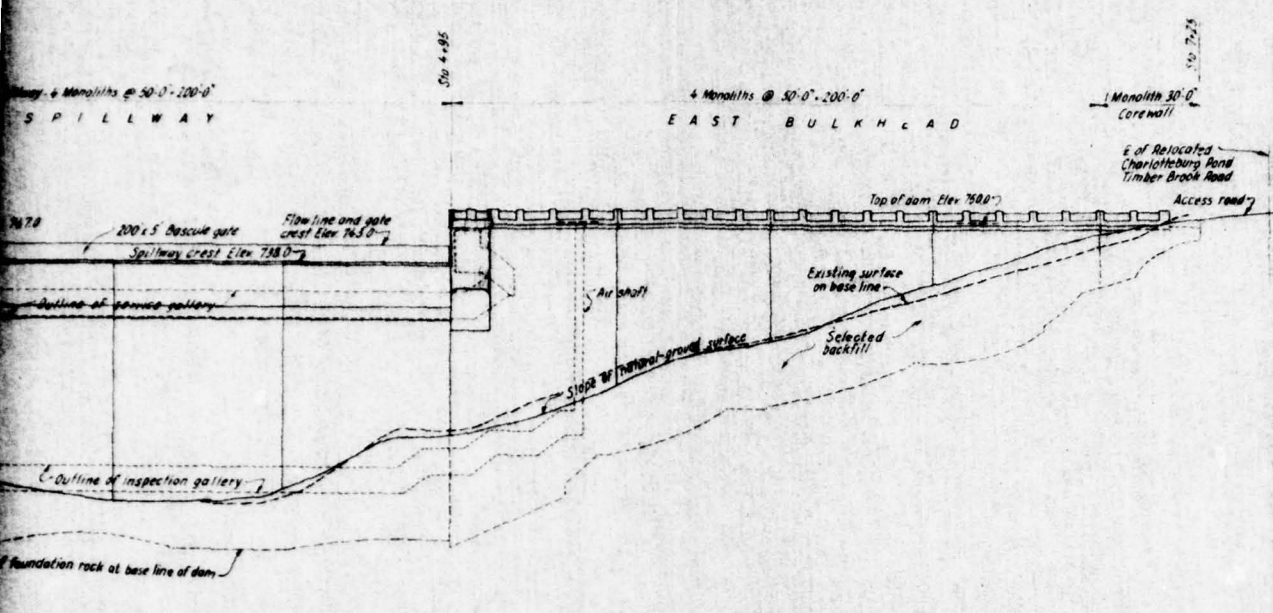 Sta 4+95
Sta 7+25
4 Monoliths @ 50'-0" = 200'-0"
SPILLWAY
4 Monoliths @ 50'-0" = 200'-0"
EAST BULKHEAD
1 Monolith 30'-0"
Corewall
℄ of Relocated
Charlotteburg Pond
Timber Brook Road
Access road
Top of dam Elev. 750.0
Flow line and gate
crest Elev. 743.0
200' x 5' Bascule gate
Spillway crest Elev. 738.0
Existing surface
on base line
Outline of service gallery
Air shaft
Selected
backfill
Slope of natural ground surface
Outline of inspection gallery
foundation rock at base line of dam